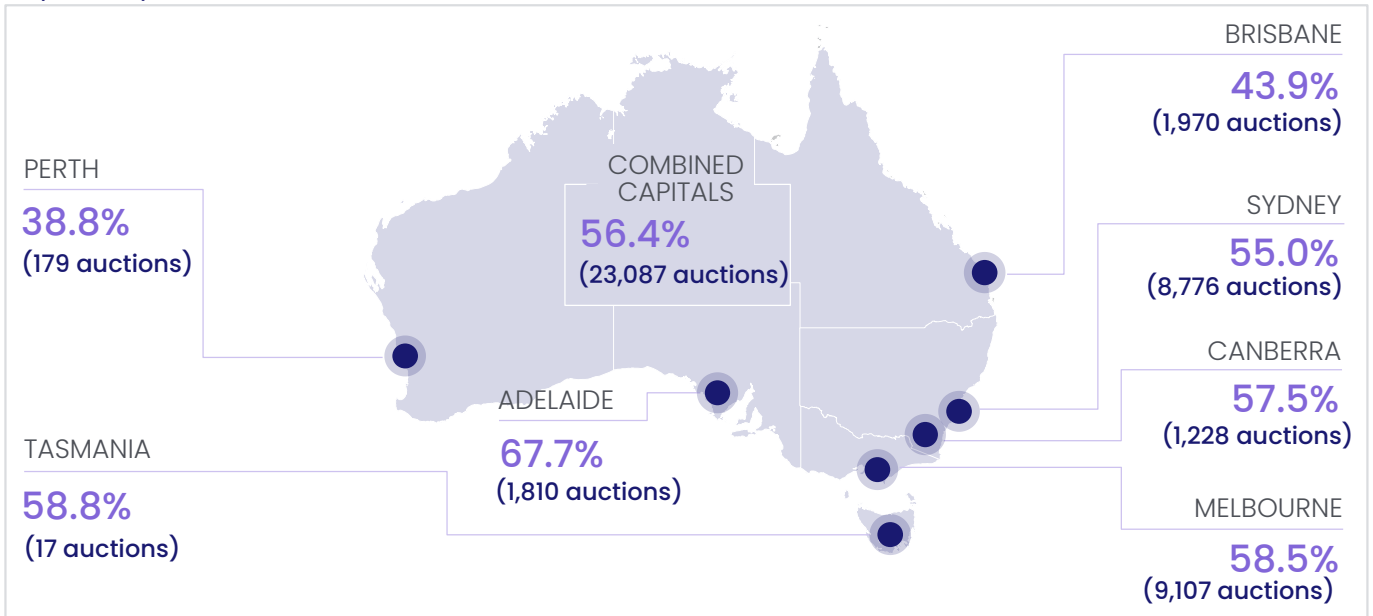 BRISBANE
43.9%
(1,970 auctions)
PERTH
38.8%
(179 auctions)
COMBINED
CAPITALS
56.4%
(23,087 auctions)
SYDNEY
55.0%
(8,776 auctions)
CANBERRA
57.5%
(1,228 auctions)
ADELAIDE
67.7%
(1,810 auctions)
TASMANIA
58.8%
(17 auctions)
MELBOURNE
58.5%
(9,107 auctions)